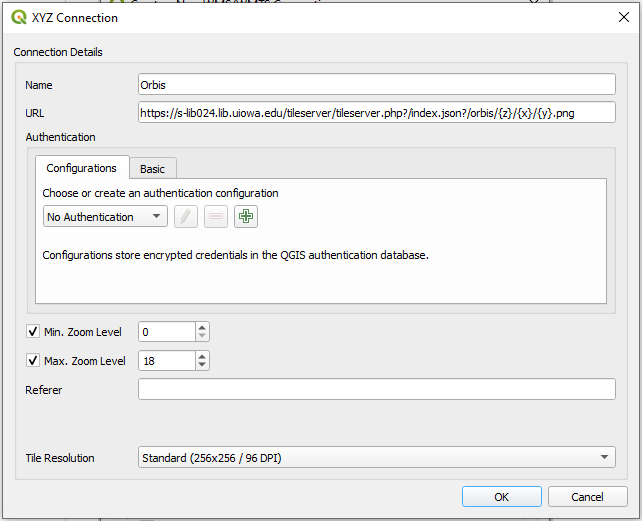 XYZ Connection
Connection Details
Name
Orbis
URL
https://s-lib024.lib.uiowa.edu/tileserver/tileserver.php?/index.json?/orbis/{z}/{x}/{y}.png
Authentication
Configurations
Basic
Choose or create an authentication configuration
No Authentication
Configurations store encrypted credentials in the QGIS authentication database.
Min. Zoom Level
0
Max. Zoom Level
18
Referer
Tile Resolution
Standard (256x256 / 96 DPI)
OK
Cancel